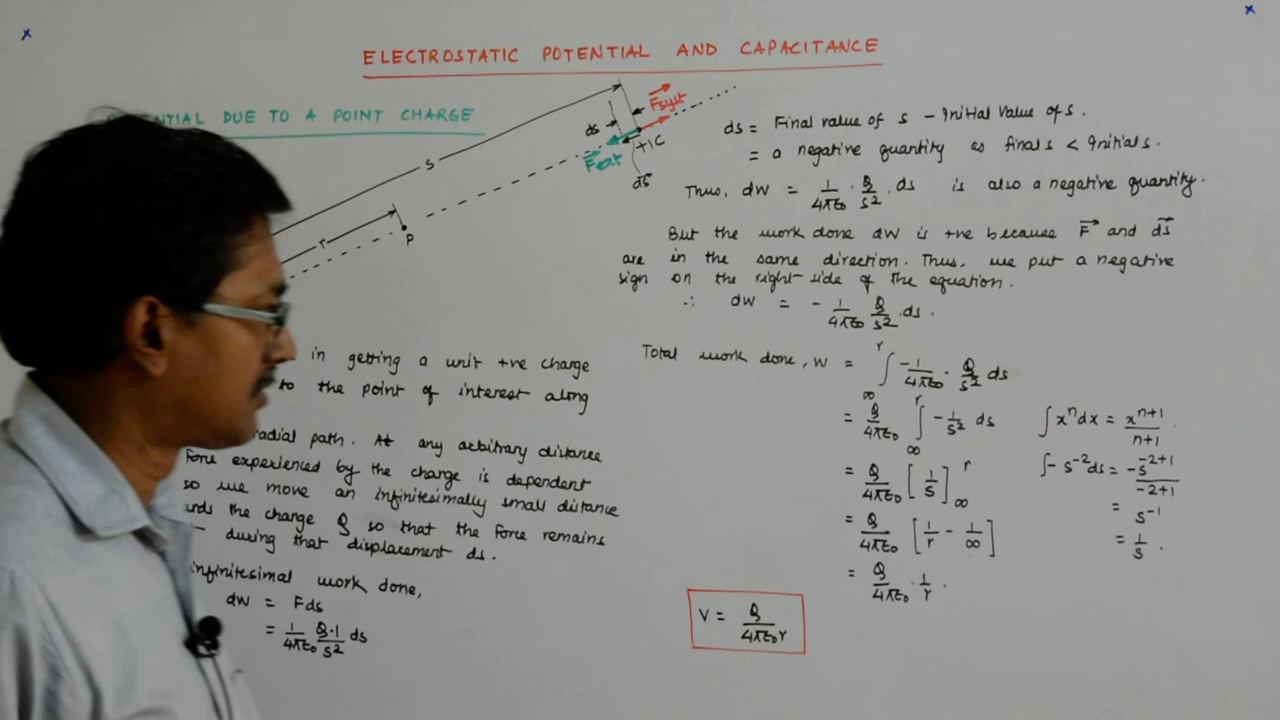 x
x
ELECTROSTATIC POTENTIAL AND CAPACITANCE
POTENTIAL DUE TO A POINT CHARGE
s
r
P
ds
F syst
F ext
+1C
ds
in getting a unit +ve charge
to the point of interest along
radial path. At any arbitrary distance
Force experienced by the charge is dependent
so we move an infinitesimally small distance
the charge Q so that the force remains
during that displacement ds.
infinitesimal work done,
dW = Fds
= 1/4πε₀ Q·1/s² ds
ds = Final value of s – Initial value of s.
= a negative quantity as final s < Initial s.
Thus, dW = 1/4πε₀ · Q/s² · ds is also a negative quantity.
But the work done dW is +ve because F⃗ and ds⃗
are in the same direction. Thus, we put a negative
sign on the right side of the equation.
∴ dW = – 1/4πε₀ Q/s² · ds.
Total work done, W = ∫∞^r – 1/4πε₀ · Q/s² ds
= Q/4πε₀ ∫∞^r – 1/s² ds
= Q/4πε₀ [1/s]∞^r
= Q/4πε₀ [1/r – 1/∞]
= Q/4πε₀ · 1/r.
∫xⁿdx = xⁿ⁺¹/n+1
∫– s⁻²ds = – s⁻²⁺¹/–2+1
= s⁻¹
= 1/s.
V = Q/4πε₀r